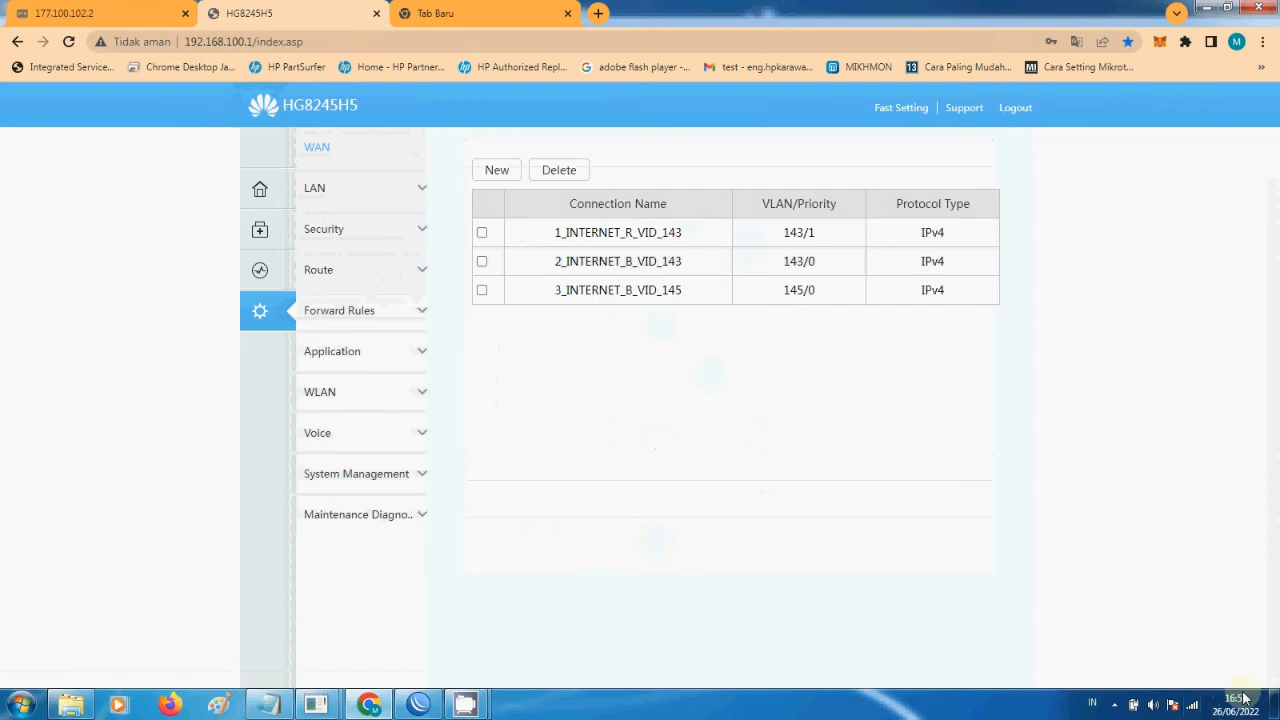 177.100.102.2
HG8245H5
Tab Baru
Tidak aman
192.168.100.1/index.asp
M
Integrated Service...
Chrome Desktop Ja...
HP PartSurfer
Home - HP Partner...
HP Authorized Repl...
adobe flash player -...
test - eng.hpkarawa...
MIKHMON
13 Cara Paling Mudah...
Cara Setting Mikrot...
»
HG8245H5
Fast Setting
Support
Logout
WAN
LAN
Security
Route
Forward Rules
Application
WLAN
Voice
System Management
Maintenance Diagno..
New
Delete
Connection Name VLAN/Priority Protocol Type
1_INTERNET_R_VID_143 143/1 IPv4
2_INTERNET_B_VID_143 143/0 IPv4
3_INTERNET_B_VID_145 145/0 IPv4
IN
26/06/2022